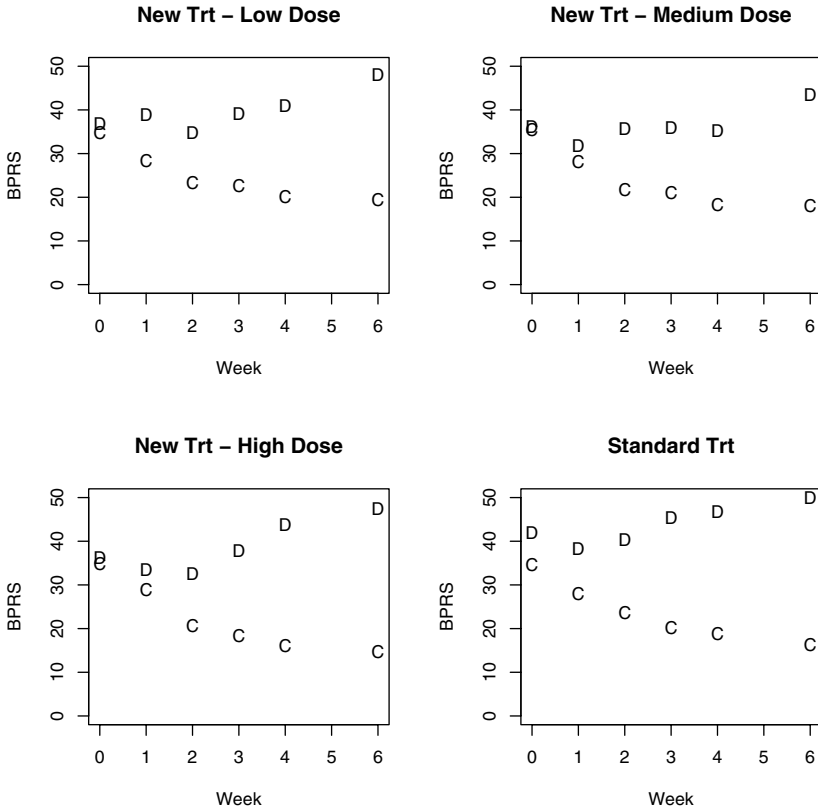 New Trt – Low Dose
BPRS
50
40
30
20
10
0
D D D D D D
C C C C C C
0 1 2 3 4 5 6
Week
New Trt – Medium Dose
BPRS
50
40
30
20
10
0
D D D D D D
C C C C C C
0 1 2 3 4 5 6
Week
New Trt – High Dose
BPRS
50
40
30
20
10
0
D D D D D D
C C C C C C
0 1 2 3 4 5 6
Week
Standard Trt
BPRS
50
40
30
20
10
0
D D D D D D
C C C C C C
0 1 2 3 4 5 6
Week